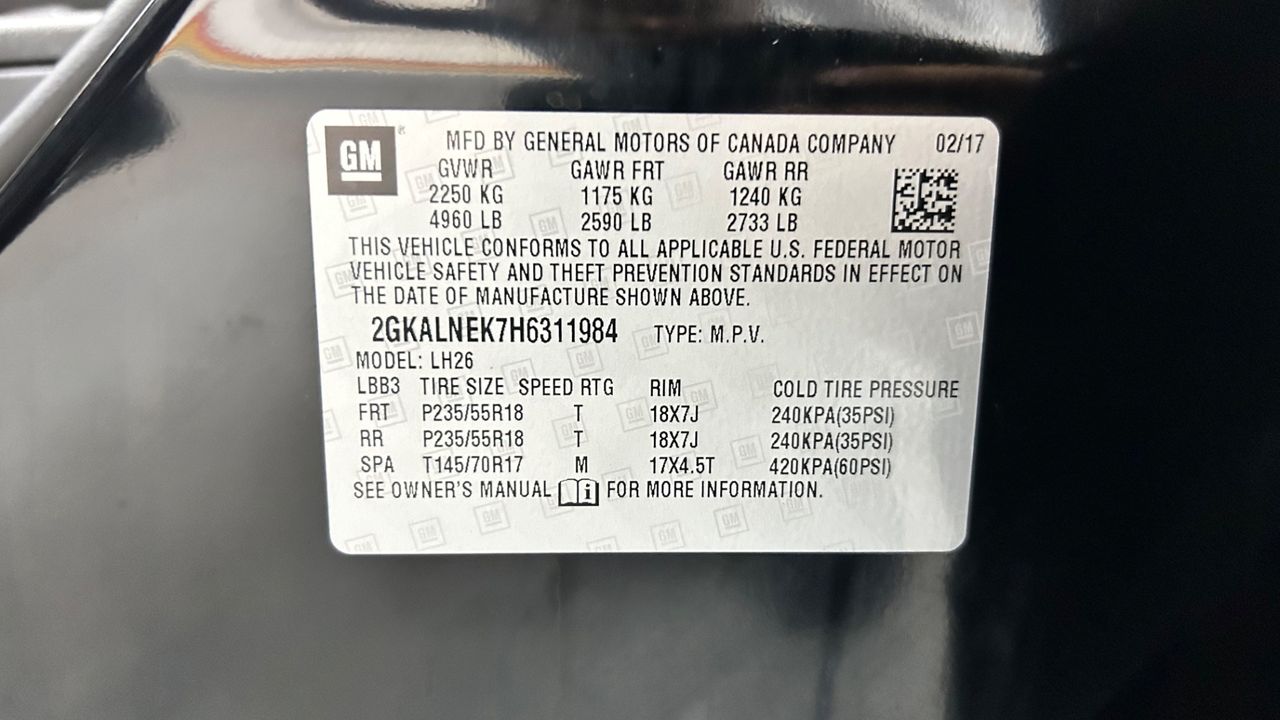 GM ® MFD BY GENERAL MOTORS OF CANADA COMPANY 02/17
GVWR GAWR FRT GAWR RR
2250 KG 1175 KG 1240 KG
4960 LB 2590 LB 2733 LB
THIS VEHICLE CONFORMS TO ALL APPLICABLE U.S. FEDERAL MOTOR
VEHICLE SAFETY AND THEFT PREVENTION STANDARDS IN EFFECT ON
THE DATE OF MANUFACTURE SHOWN ABOVE.
2GKALNEK7H6311984 TYPE: M.P.V.
MODEL: LH26
LBB3 TIRE SIZE SPEED RTG RIM COLD TIRE PRESSURE
FRT P235/55R18 T 18X7J 240KPA(35PSI)
RR P235/55R18 T 18X7J 240KPA(35PSI)
SPA T145/70R17 M 17X4.5T 420KPA(60PSI)
SEE OWNER'S MANUAL i FOR MORE INFORMATION.